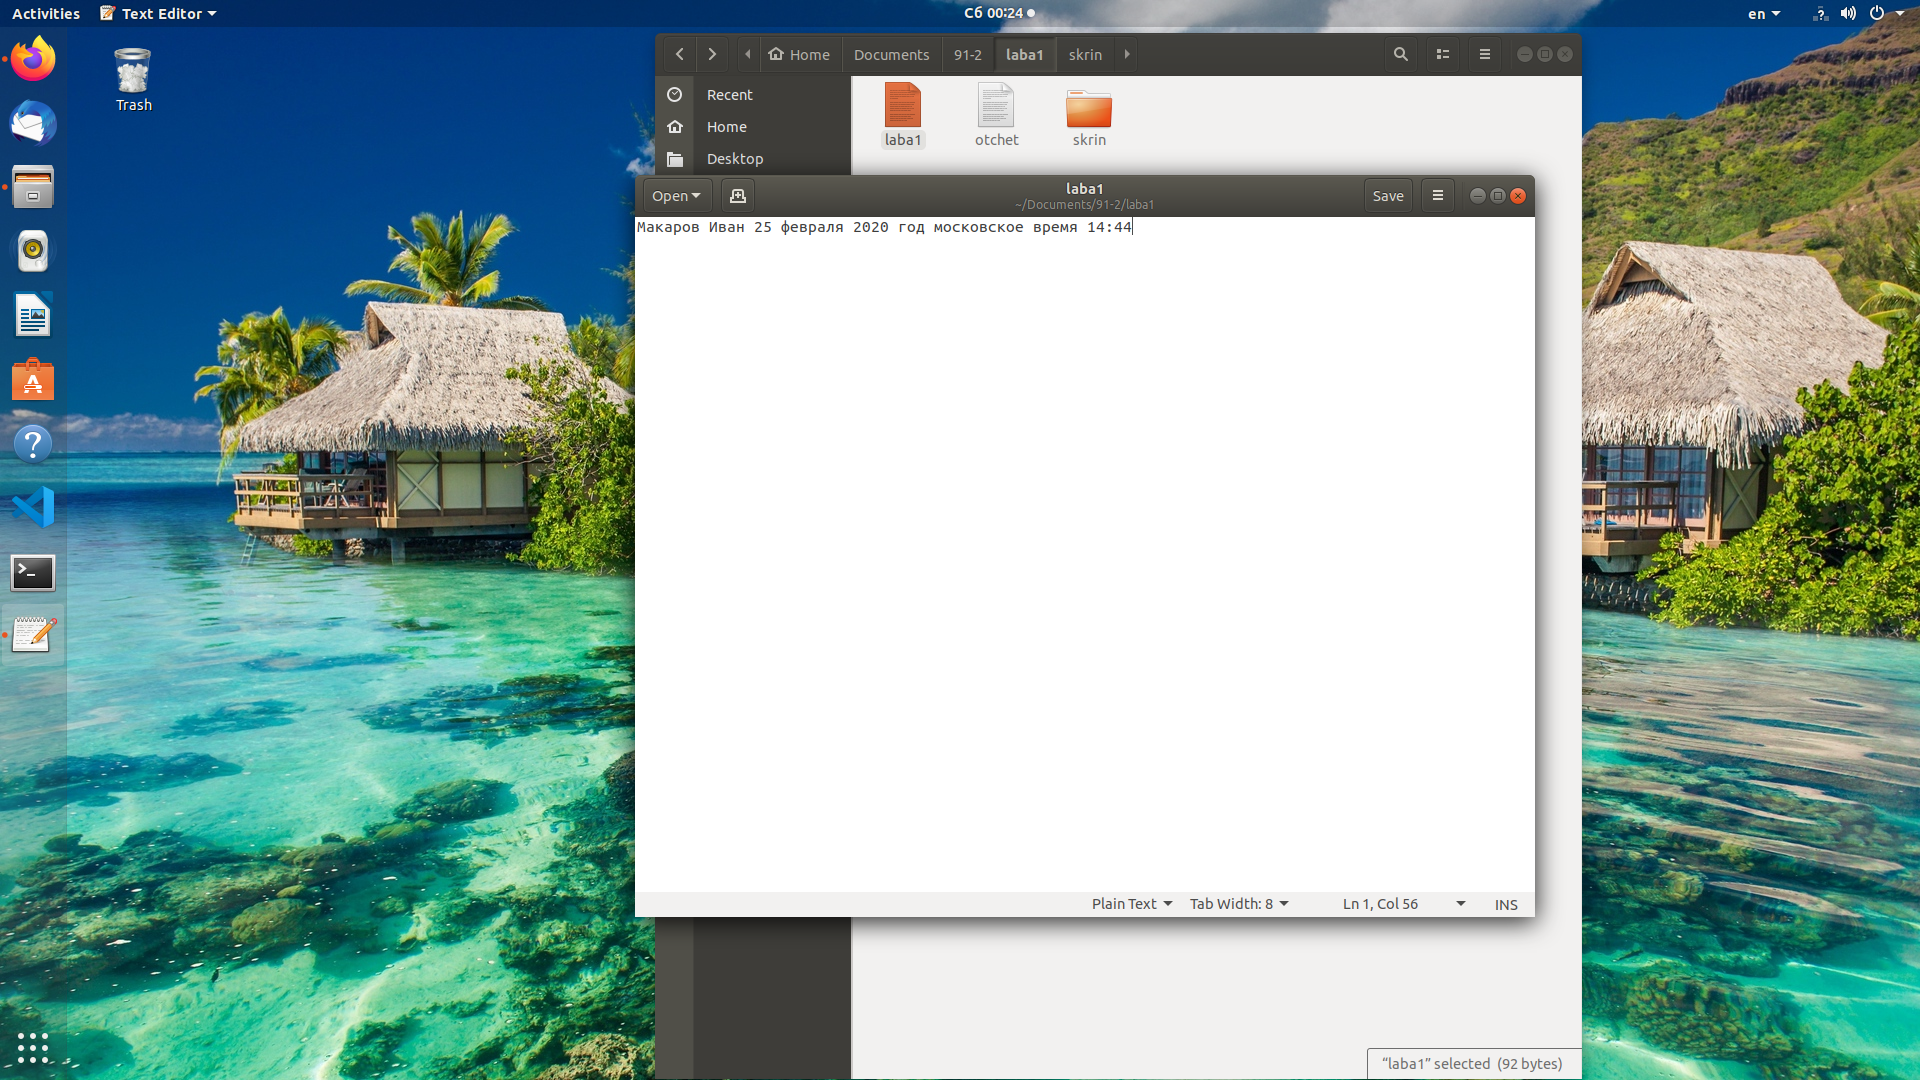 Activities
Text Editor
Сб 00:24
en
Trash
Home
Documents
91-2
laba1
skrin
Recent
Home
Desktop
laba1
otchet
skrin
Open
laba1
~/Documents/91-2/laba1
Save
Макаров Иван 25 февраля 2020 год московское время 14:44
Plain Text
Tab Width: 8
Ln 1, Col 56
INS
“laba1” selected (92 bytes)